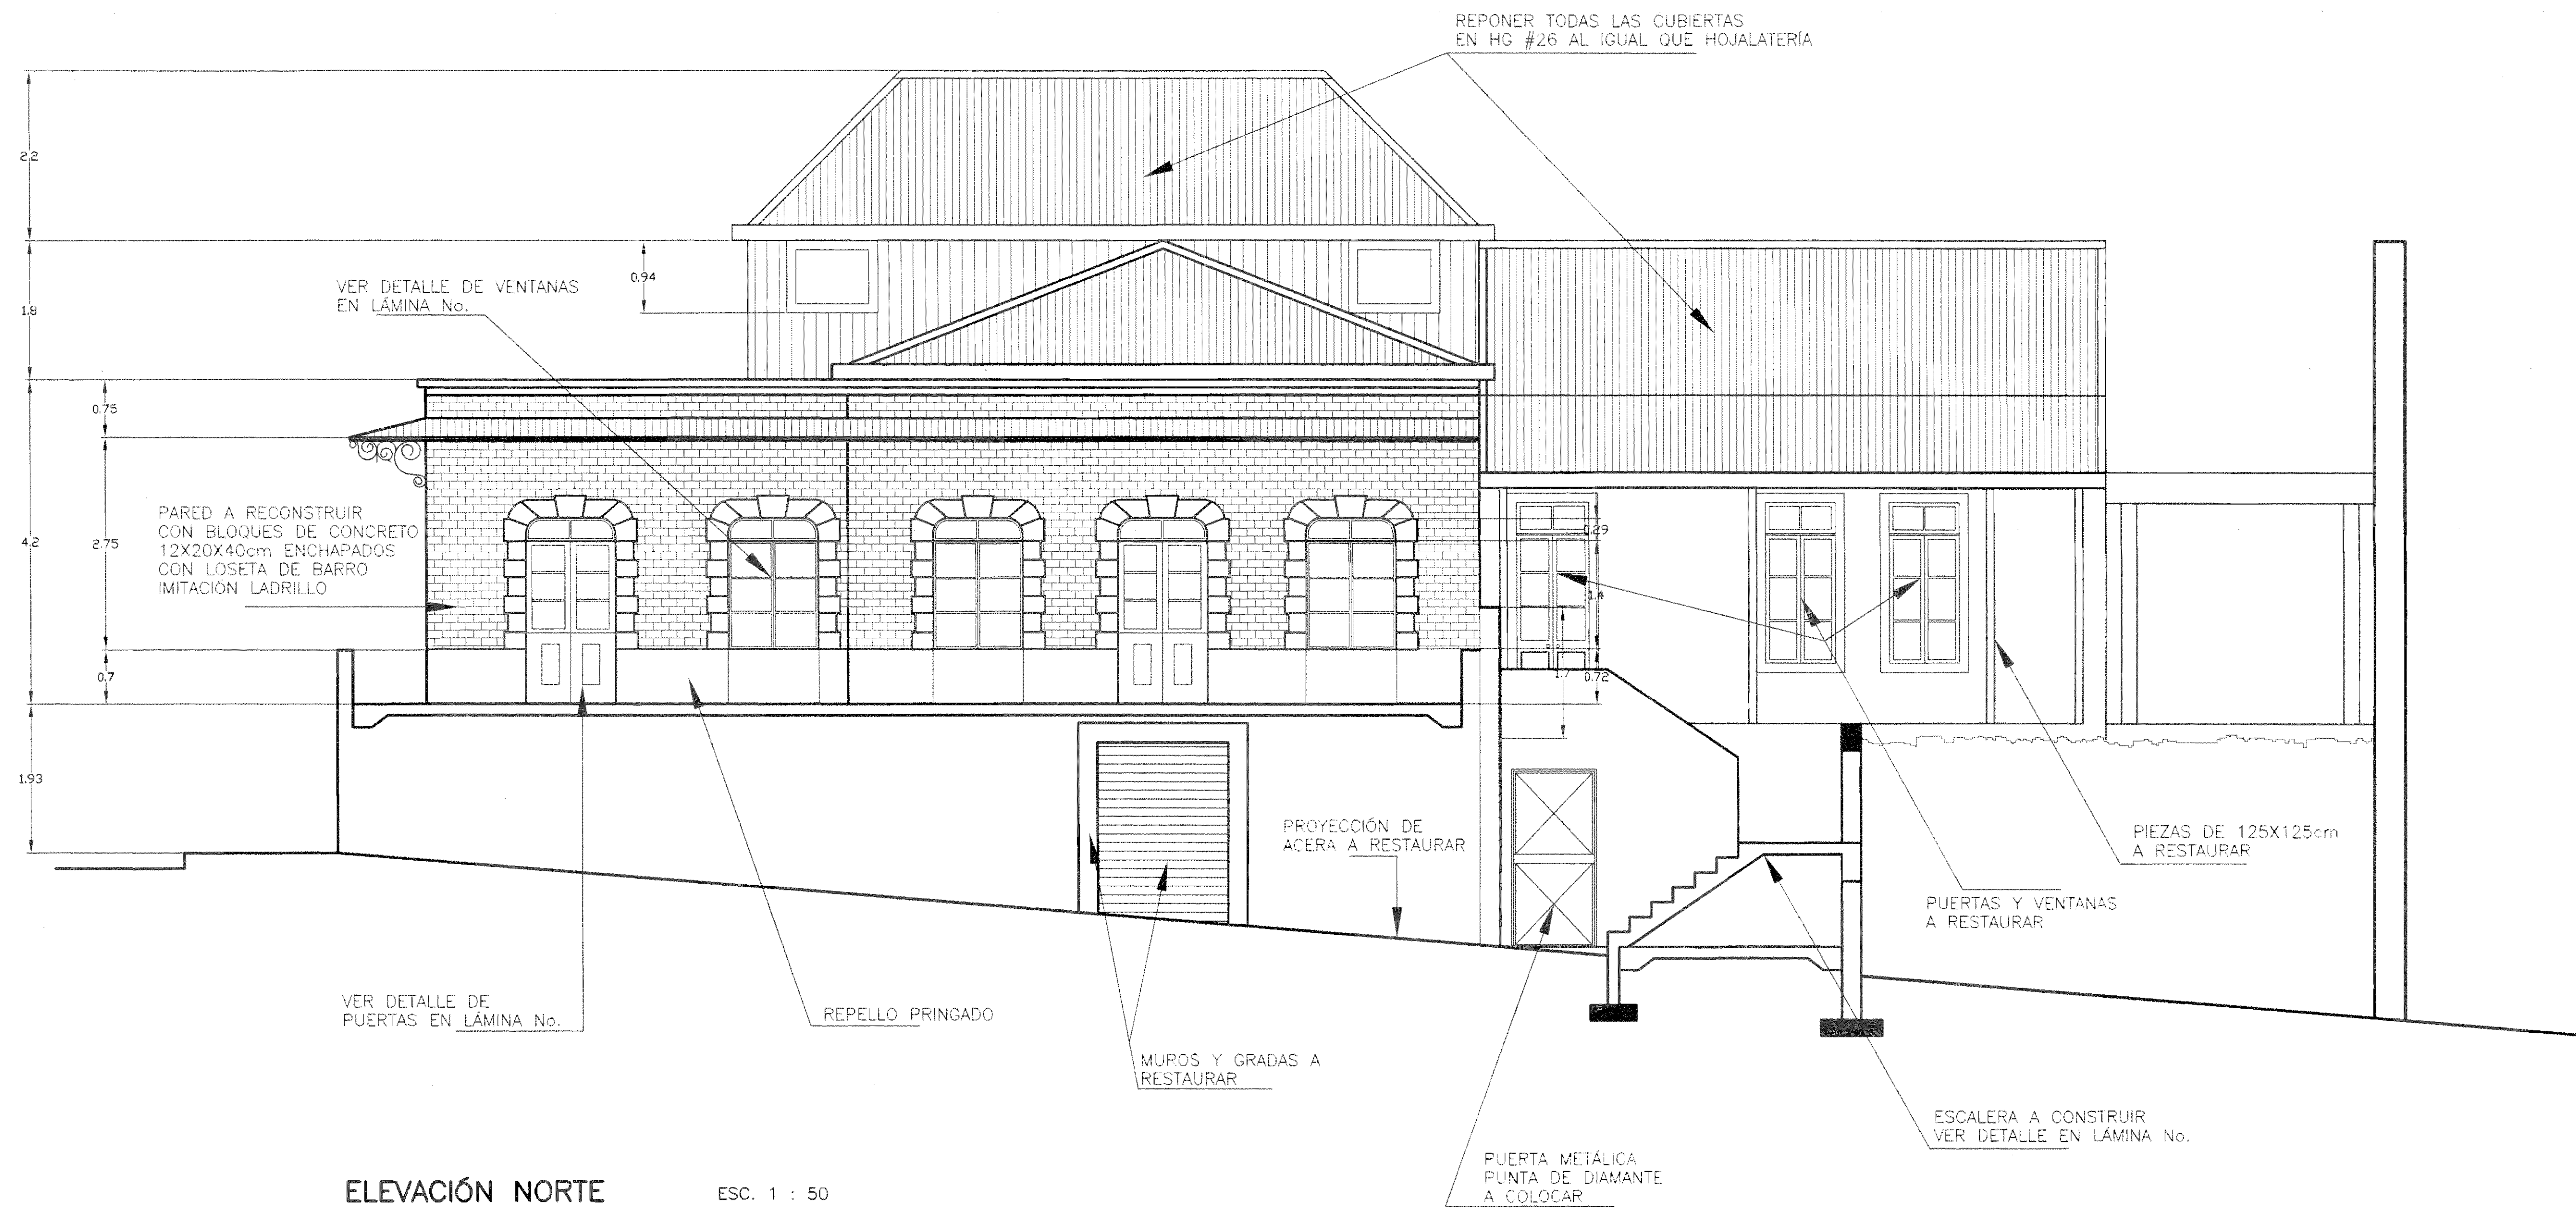 REPONER TODAS LAS CUBIERTAS
EN HG #26 AL IGUAL QUE HOJALATERÍA
2.2
1.8
0.94
VER DETALLE DE VENTANAS
EN LÁMINA No.
0.75
4.2
2.75
0.7
1.93
PARED A RECONSTRUIR
CON BLOQUES DE CONCRETO
12X20X40cm ENCHAPADOS
CON LOSETA DE BARRO
IMITACIÓN LADRILLO
0.29
1.4
1.7
0.72
PROYECCIÓN DE
ACERA A RESTAURAR
PIEZAS DE 125X125cm
A RESTAURAR
PUERTAS Y VENTANAS
A RESTAURAR
VER DETALLE DE
PUERTAS EN LÁMINA No.
REPELLO PRINGADO
MUROS Y GRADAS A
RESTAURAR
ESCALERA A CONSTRUIR
VER DETALLE EN LÁMINA No.
PUERTA METÁLICA
PUNTA DE DIAMANTE
A COLOCAR
ELEVACIÓN NORTE
ESC. 1 : 50